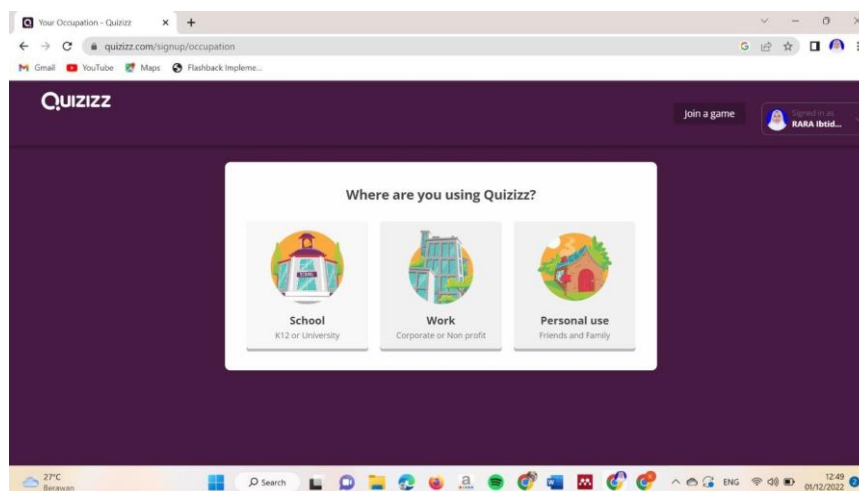 Your Occupation - Quizizz
quizizz.com/signup/occupation
Gmail YouTube Maps Flashback Impleme...
QUIZIZZ
Join a game
Signed in as
RARA Ibtid...
Where are you using Quizizz?
SCHOOL
School
K12 or University
Work
Corporate or Non profit
Personal use
Friends and Family
27°C
Berawan
Search
ENG
12:49
01/12/2022